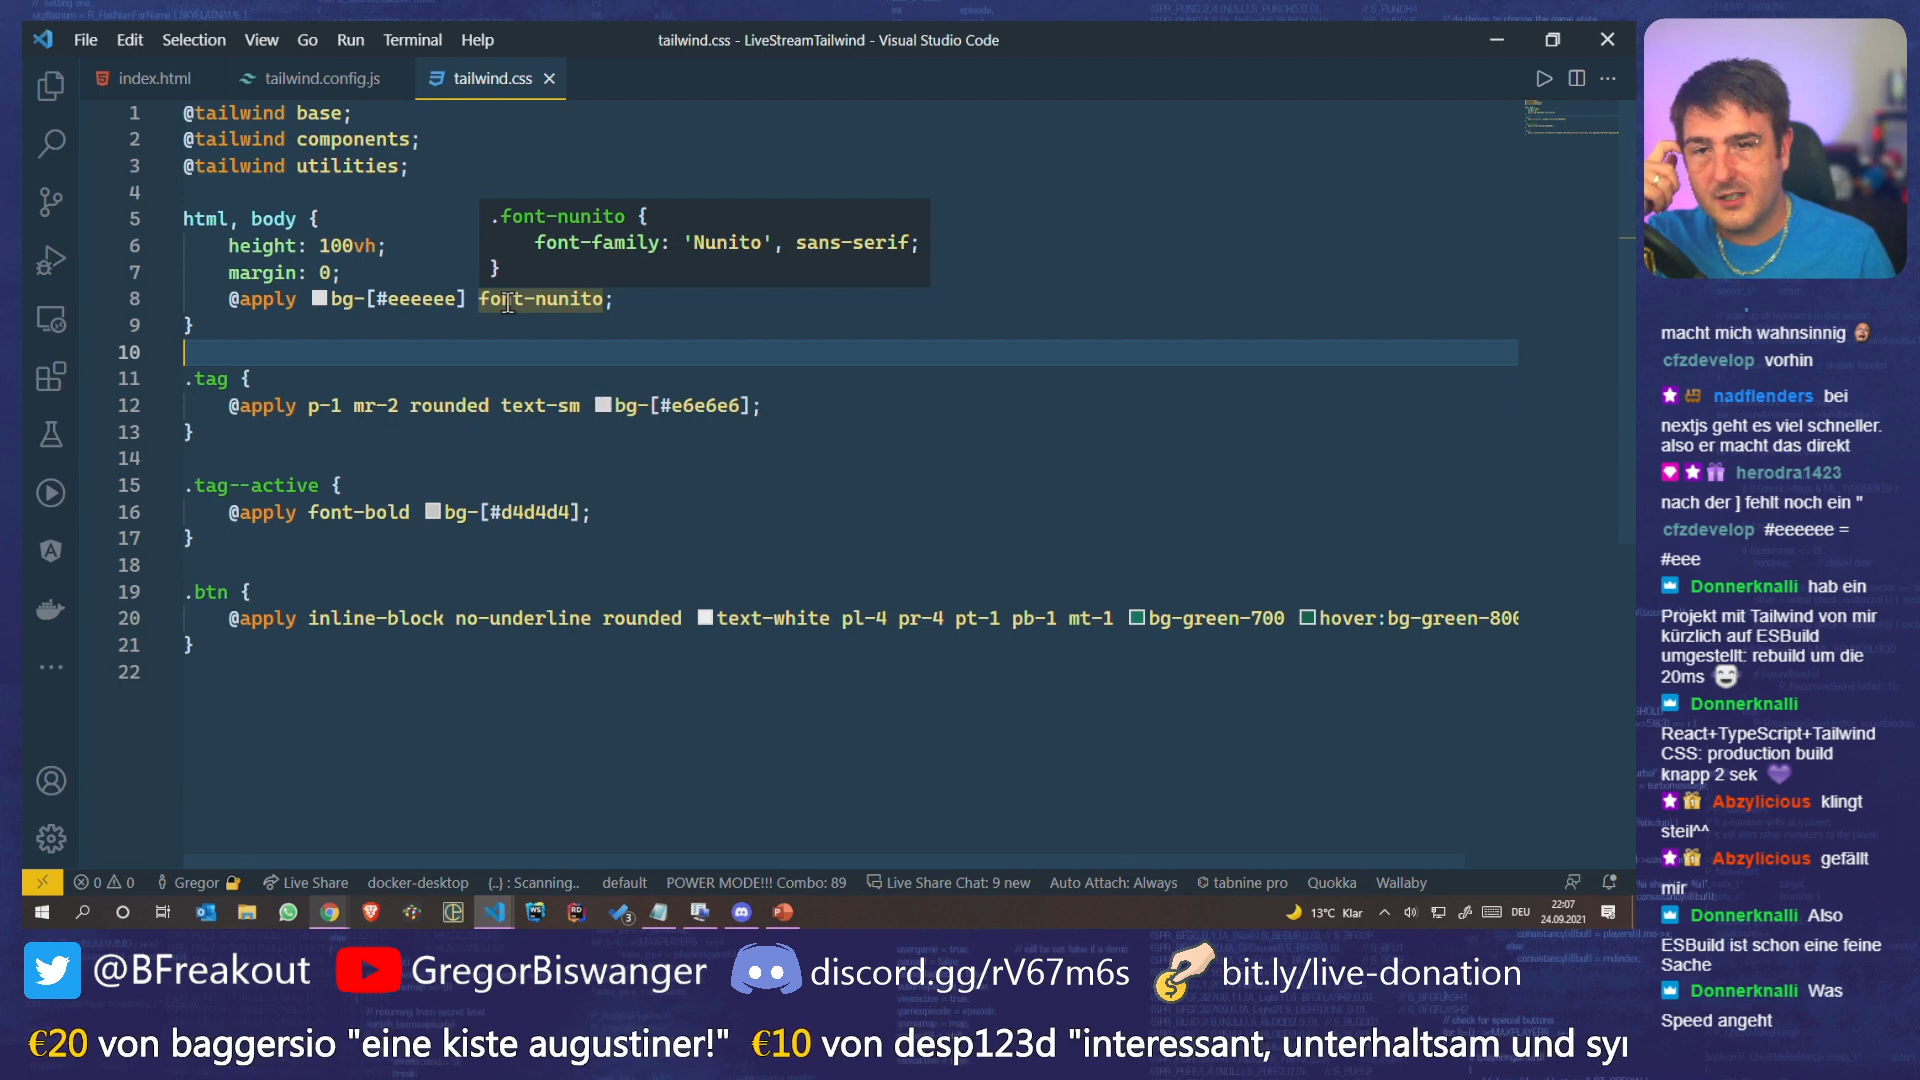 File Edit Selection View Go Run Terminal Help
tailwind.css - LiveStreamTailwind - Visual Studio Code
index.html
tailwind.config.js
tailwind.css
1 @tailwind base;
2 @tailwind components;
3 @tailwind utilities;
4
5 html, body {
6 height: 100vh;
7 margin: 0;
8 @apply bg-[#eeeeee] font-nunito;
9 }
10
11 .tag {
12 @apply p-1 mr-2 rounded text-sm bg-[#e6e6e6];
13 }
14
15 .tag--active {
16 @apply font-bold bg-[#d4d4d4];
17 }
18
19 .btn {
20 @apply inline-block no-underline rounded text-white pl-4 pr-4 pt-1 pb-1 mt-1 bg-green-700 hover:bg-green-800
21 }
22
.font-nunito {
font-family: 'Nunito', sans-serif;
}
0 0 Gregor Live Share docker-desktop {..} : Scanning.. default POWER MODE!!! Combo: 89 Live Share Chat: 9 new Auto Attach: Always tabnine pro Quokka Wallaby
3
13°C Klar
DEU
22:07
24.09.2021
macht mich wahnsinnig
cfzdevelop vorhin
nadflenders bei
nextjs geht es viel schneller.
also er macht das direkt
herodra1423
nach der ] fehlt noch ein "
cfzdevelop #eeeeee =
#eee
Donnerknalli hab ein
Projekt mit Tailwind von mir
kürzlich auf ESBuild
umgestellt: rebuild um die
20ms
Donnerknalli
React+TypeScript+Tailwind
CSS: production build
knapp 2 sek
Abzylicious klingt
steil^^
Abzylicious gefällt
mir
Donnerknalli Also
ESBuild ist schon eine feine
Sache
Donnerknalli Was
Speed angeht
@BFreakout
GregorBiswanger
discord.gg/rV67m6s
bit.ly/live-donation
€20 von baggersio "eine kiste augustiner!" €10 von desp123d "interessant, unterhaltsam und syı